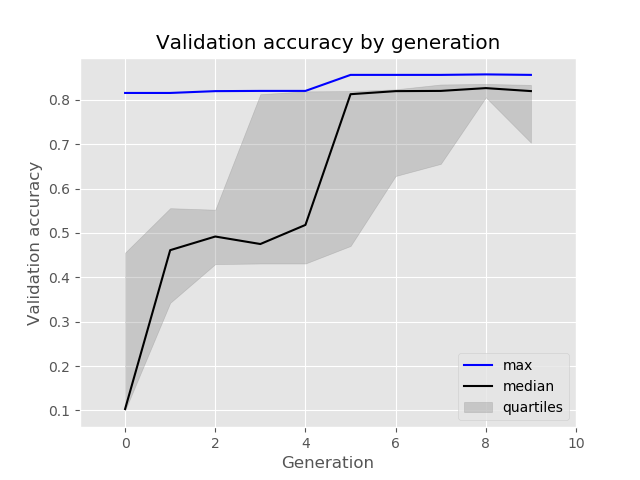 Validation accuracy by generation
Validation accuracy
0.8
0.7
0.6
0.5
0.4
0.3
0.2
0.1
max
median
quartiles
0 2 4 6 8 10
Generation